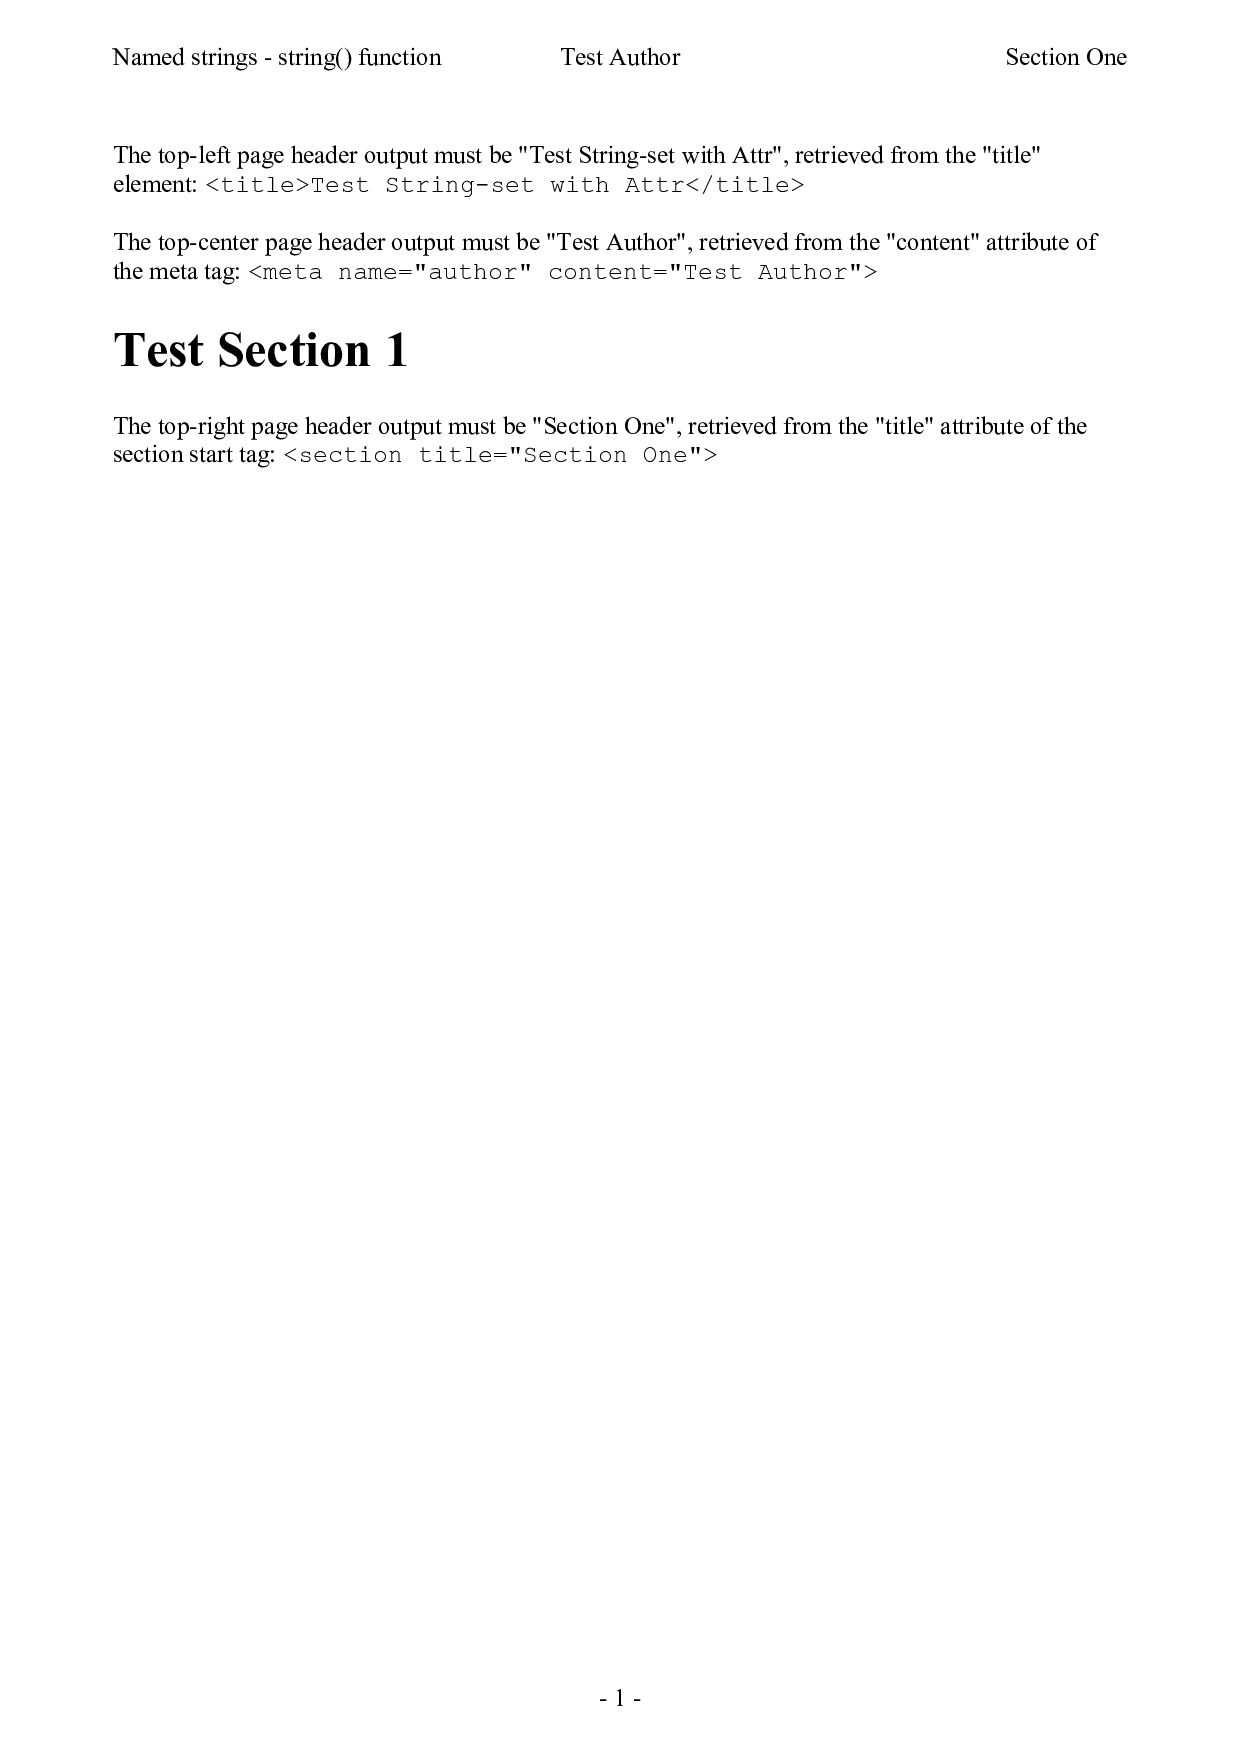 Named strings - string() function Test Author Section One
The top-left page header output must be "Test String-set with Attr", retrieved from the "title"
element: <title>Test String-set with Attr</title>
The top-center page header output must be "Test Author", retrieved from the "content" attribute of
the meta tag: <meta name="author" content="Test Author">
Test Section 1
The top-right page header output must be "Section One", retrieved from the "title" attribute of the
section start tag: <section title="Section One">
- 1 -